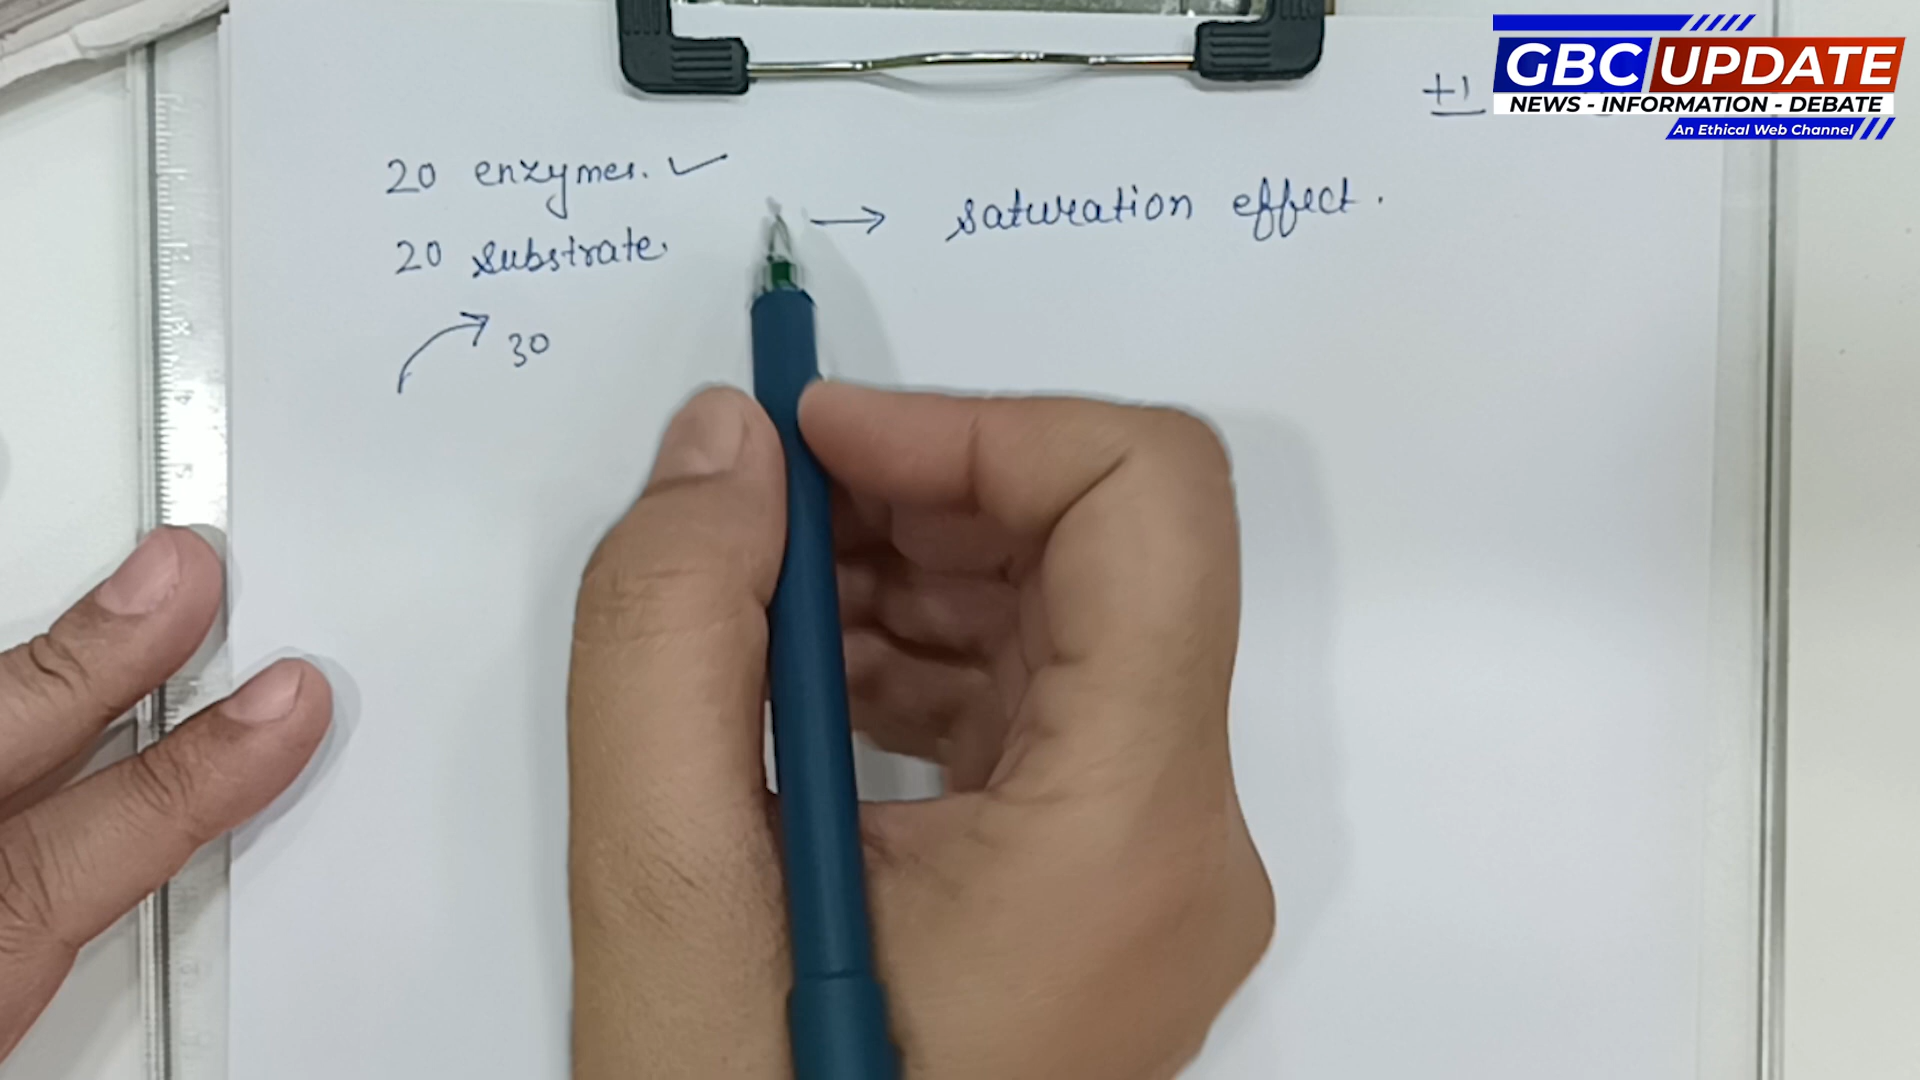 GBC UPDATE
NEWS - INFORMATION - DEBATE
An Ethical Web Channel
+1
20 enzymes.
20 substrate.
→ saturation effect.
30